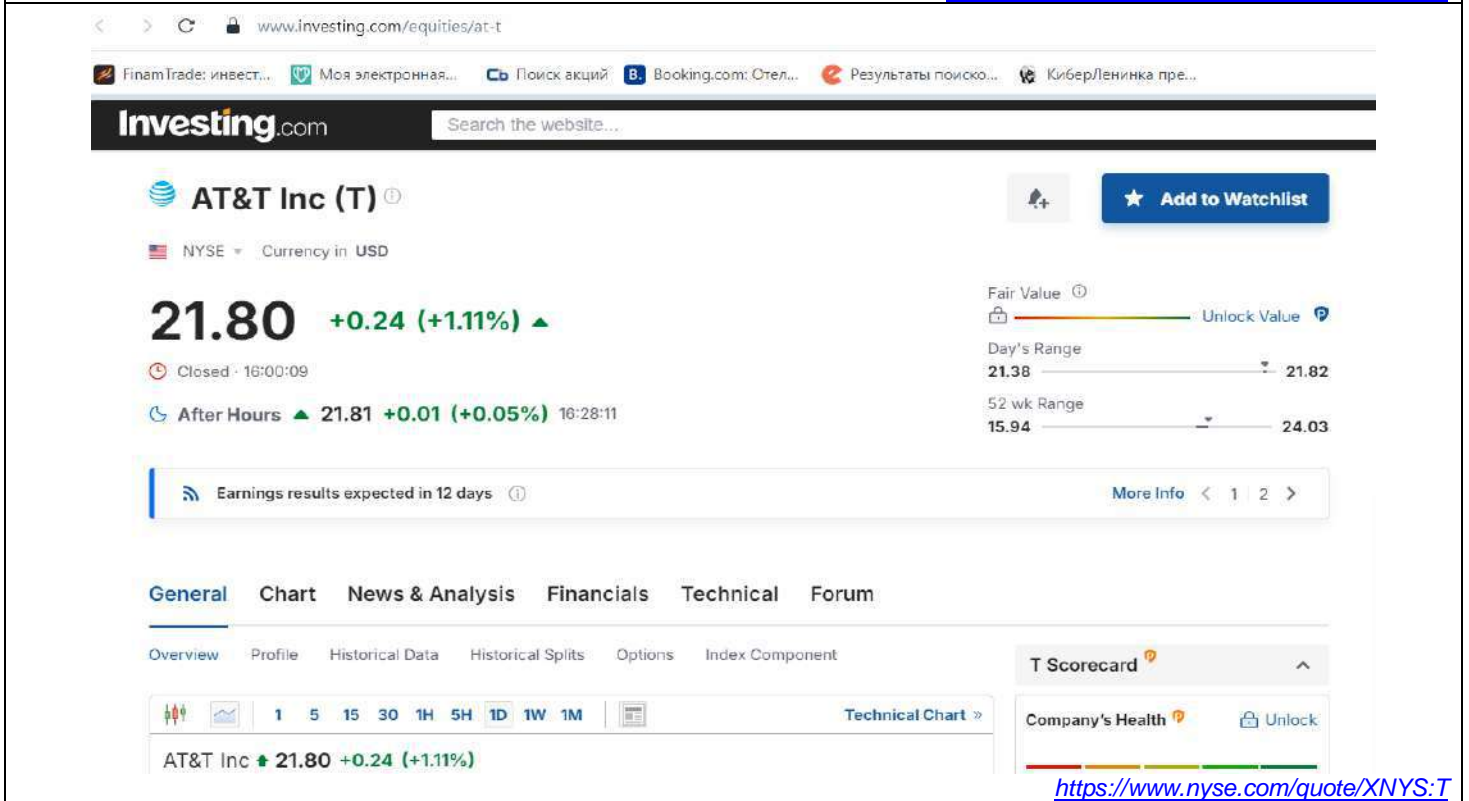 www.investing.com/equities/at-t
FinamTrade: инвест... Моя электронная... Сь Поиск акций B. Booking.com: Отел... Результаты поиско... КиберЛенинка пре...
Investing.com Search the website...
AT&T Inc (T)
Add to Watchlist
NYSE Currency in USD
21.80 +0.24 (+1.11%)
Fair Value
Unlock Value
Day's Range
21.38 21.82
Closed · 16:00:09
After Hours 21.81 +0.01 (+0.05%) 16:28:11
52 wk Range
15.94 24.03
Earnings results expected in 12 days More Info < 1 2 >
General Chart News & Analysis Financials Technical Forum
Overview Profile Historical Data Historical Splits Options Index Component
T Scorecard
1 5 15 30 1H 5H 1D 1W 1M Technical Chart »
Company's Health Unlock
AT&T Inc 21.80 +0.24 (+1.11%)
https://www.nyse.com/quote/XNYS:T